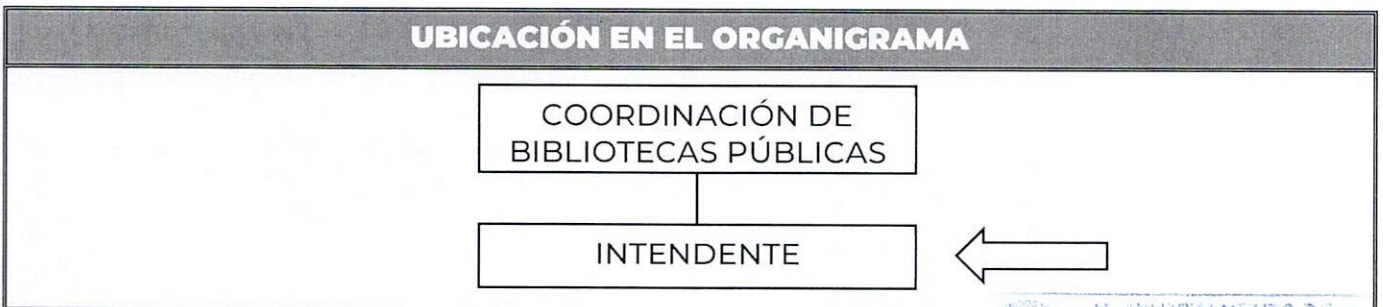 UBICACIÓN EN EL ORGANIGRAMA
COORDINACIÓN DE
BIBLIOTECAS PÚBLICAS
INTENDENTE